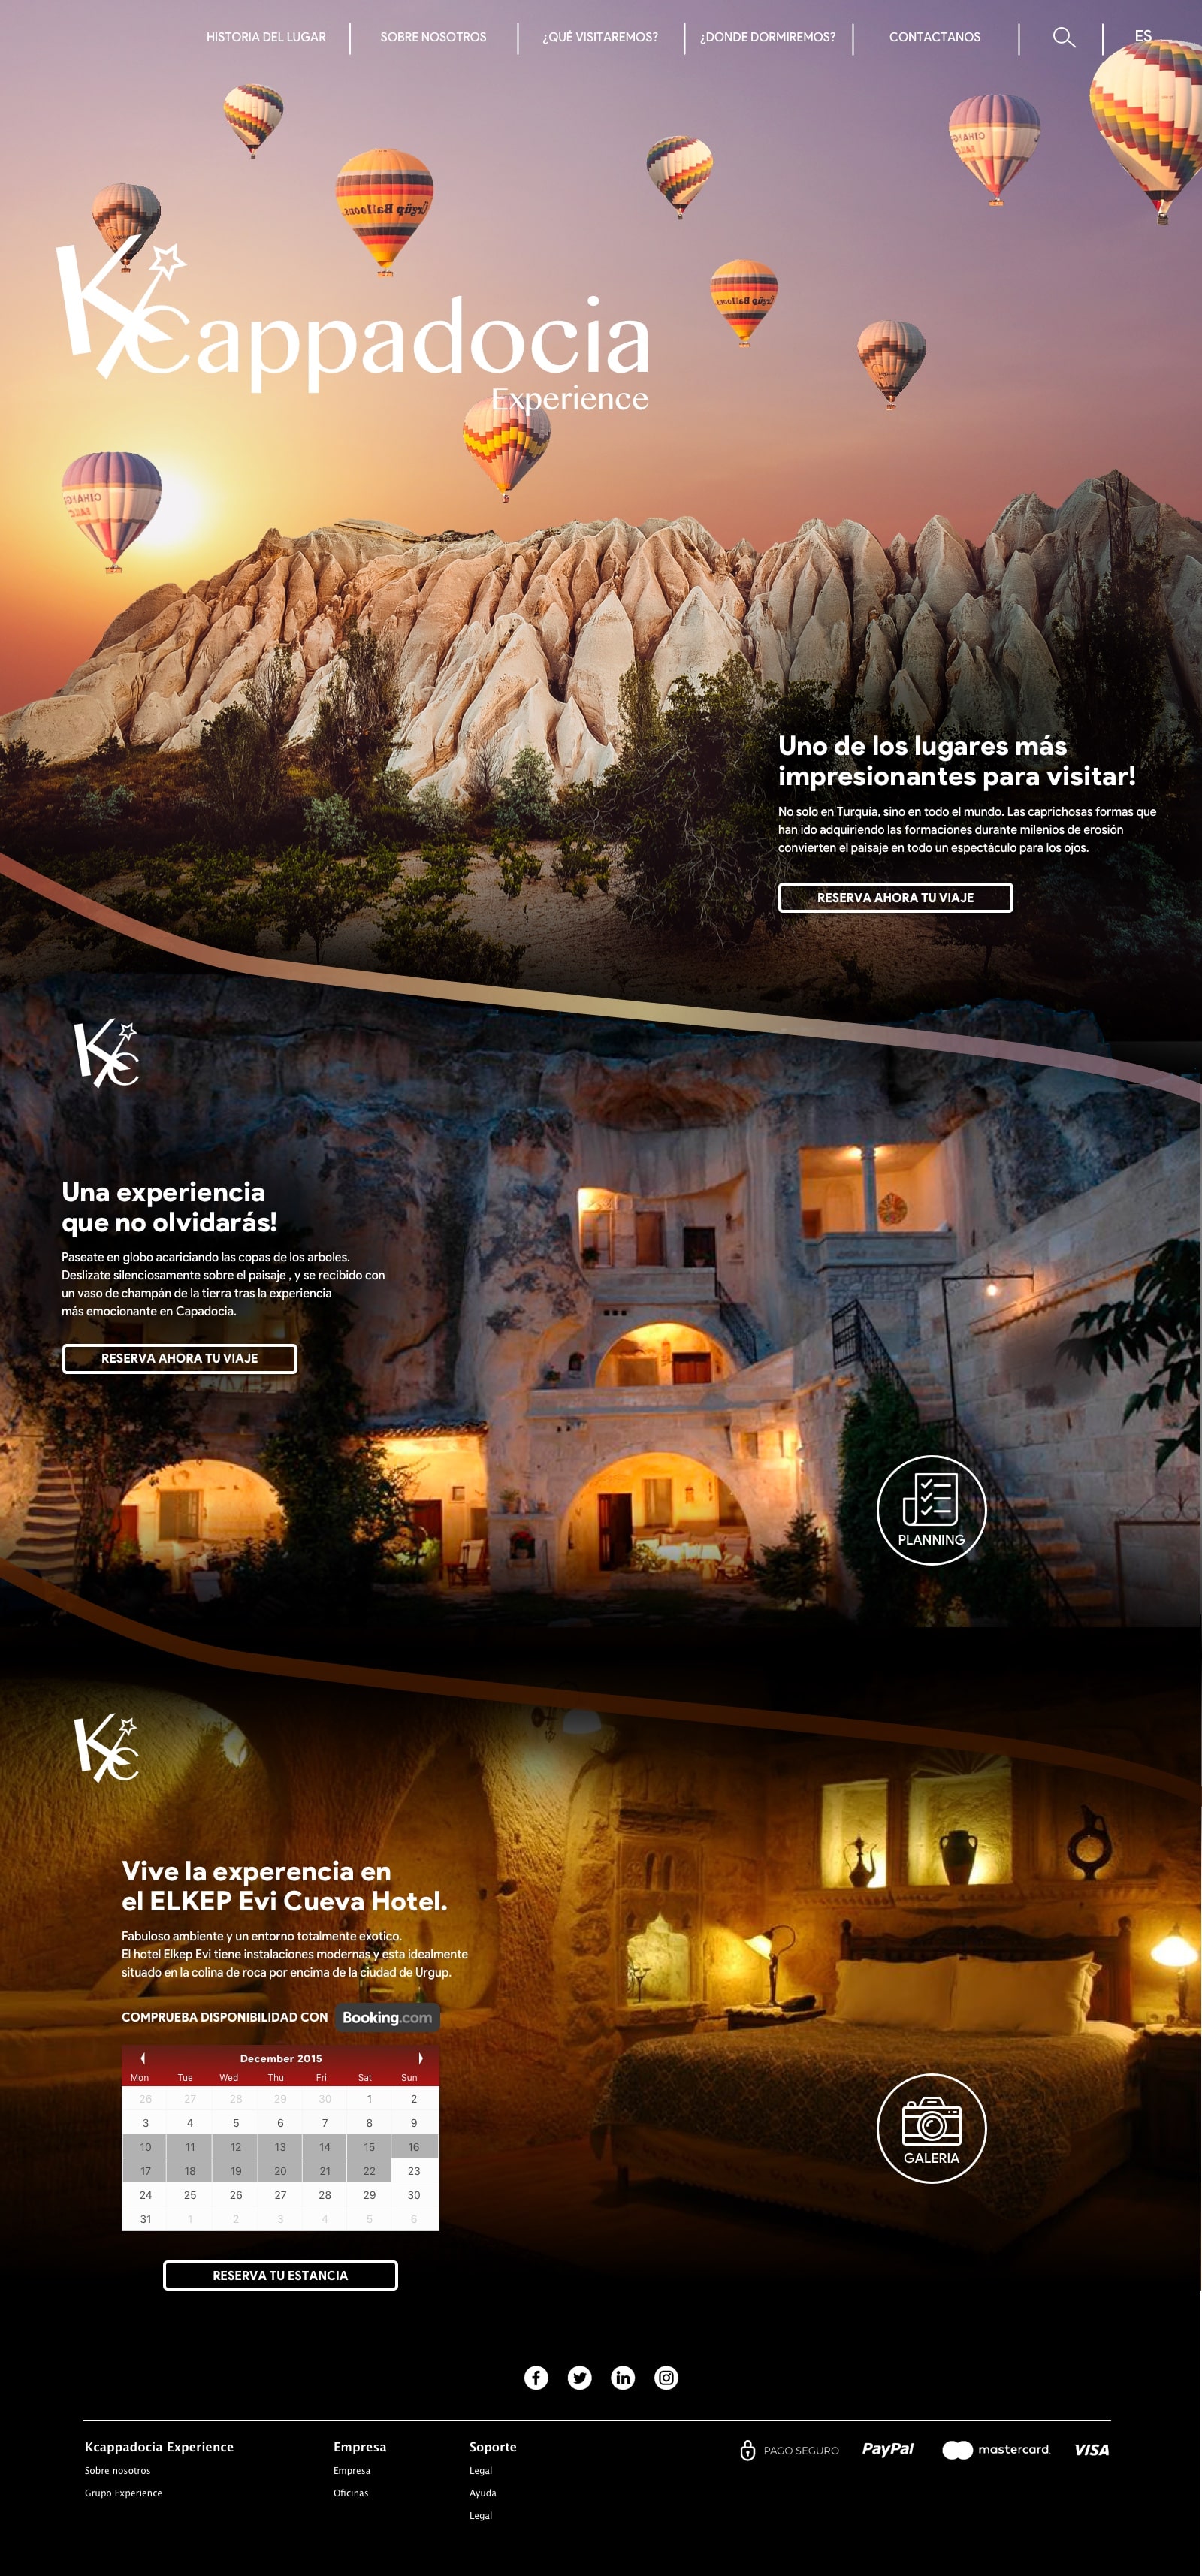 HISTORIA DEL LUGAR
SOBRE NOSOTROS
¿QUÉ VISITAREMOS?
¿DONDE DORMIREMOS?
CONTACTANOS
ES
Kcappadocia
Experience
Uno de los lugares más
impresionantes para visitar!
No solo en Turquía, sino en todo el mundo. Las caprichosas formas que
han ido adquiriendo las formaciones durante milenios de erosión
convierten el paisaje en todo un espectáculo para los ojos.
RESERVA AHORA TU VIAJE
Kc
Una experiencia
que no olvidarás!
Paseate en globo acariciando las copas de los arboles.
Deslizate silenciosamente sobre el paisaje , y se recibido con
un vaso de champán de la tierra tras la experiencia
más emocionante en Capadocia.
RESERVA AHORA TU VIAJE
PLANNING
Kc
Vive la experencia en
el ELKEP Evi Cueva Hotel.
Fabuloso ambiente y un entorno totalmente exotico.
El hotel Elkep Evi tiene instalaciones modernas y esta idealmente
situado en la colina de roca por encima de la ciudad de Urgup.
COMPRUEBA DISPONIBILIDAD CON Booking.com
December 2015
Mon Tue Wed Thu Fri Sat Sun
26 27 28 29 30 1 2
3 4 5 6 7 8 9
10 11 12 13 14 15 16
17 18 19 20 21 22 23
24 25 26 27 28 29 30
31 1 2 3 4 5 6
GALERIA
RESERVA TU ESTANCIA
Kcappadocia Experience
Sobre nosotros
Grupo Experience
Empresa
Empresa
Oficinas
Soporte
Legal
Ayuda
Legal
PAGO SEGURO
PayPal
mastercard.
VISA